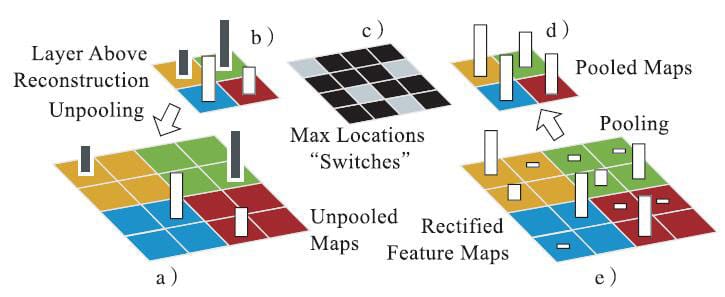 b )
c )
d )
Layer Above
Reconstruction
Unpooling
Pooled Maps
Max Locations
“Switches”
Pooling
Unpooled
Maps
Rectified
Feature Maps
a )
e )